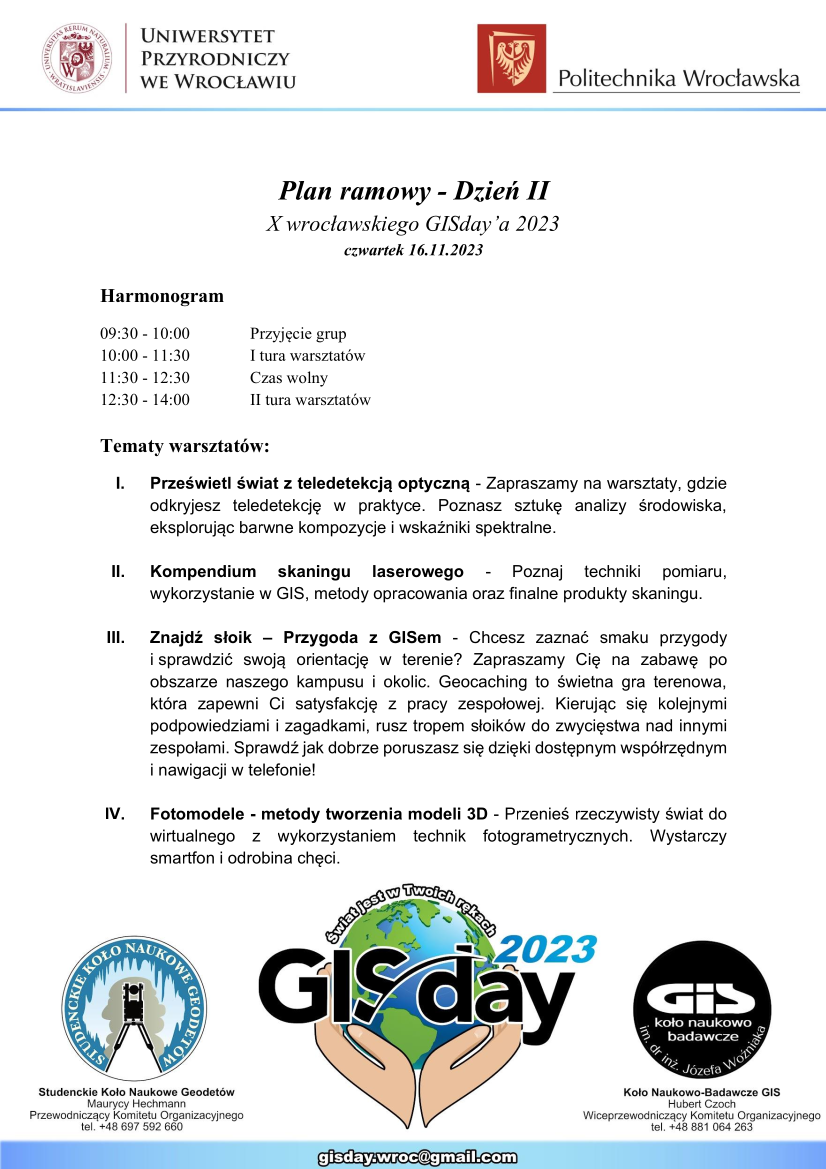 UNIWERSYTET
PRZYRODNICZY
WE WROCŁAWIU
UNIVERSITAS RERUM NATURALIUM · WRATISLAVIENSIS ·
Politechnika Wrocławska
Plan ramowy - Dzień II
X wrocławskiego GISday’a 2023
czwartek 16.11.2023
Harmonogram
09:30 - 10:00 Przyjęcie grup
10:00 - 11:30 I tura warsztatów
11:30 - 12:30 Czas wolny
12:30 - 14:00 II tura warsztatów
Tematy warsztatów:
I. Prześwietl świat z teledetekcją optyczną - Zapraszamy na warsztaty, gdzie
odkryjesz teledetekcję w praktyce. Poznasz sztukę analizy środowiska,
eksplorując barwne kompozycje i wskaźniki spektralne.
II. Kompendium skaningu laserowego - Poznaj techniki pomiaru,
wykorzystanie w GIS, metody opracowania oraz finalne produkty skaningu.
III. Znajdź słoik – Przygoda z GISem - Chcesz zaznać smaku przygody
i sprawdzić swoją orientację w terenie? Zapraszamy Cię na zabawę po
obszarze naszego kampusu i okolic. Geocaching to świetna gra terenowa,
która zapewni Ci satysfakcję z pracy zespołowej. Kierując się kolejnymi
podpowiedziami i zagadkami, rusz tropem słoików do zwycięstwa nad innymi
zespołami. Sprawdź jak dobrze poruszasz się dzięki dostępnym współrzędnym
i nawigacji w telefonie!
IV. Fotomodele - metody tworzenia modeli 3D - Przenieś rzeczywisty świat do
wirtualnego z wykorzystaniem technik fotogrametrycznych. Wystarczy
smartfon i odrobina chęci.
STUDENCKIE KOŁO NAUKOWE GEODETÓW
Studenckie Koło Naukowe Geodetów
Maurycy Hechmann
Przewodniczący Komitetu Organizacyjnego
tel. +48 697 592 660
Świat jest w Twoich rękach
GISday 2023
GIS
koło naukowo
badawcze
im. dr inż. Józefa Woźniaka
Koło Naukowo-Badawcze GIS
Hubert Czoch
Wiceprzewodniczący Komitetu Organizacyjnego
tel. +48 881 064 263
gisday.wroc@gmail.com